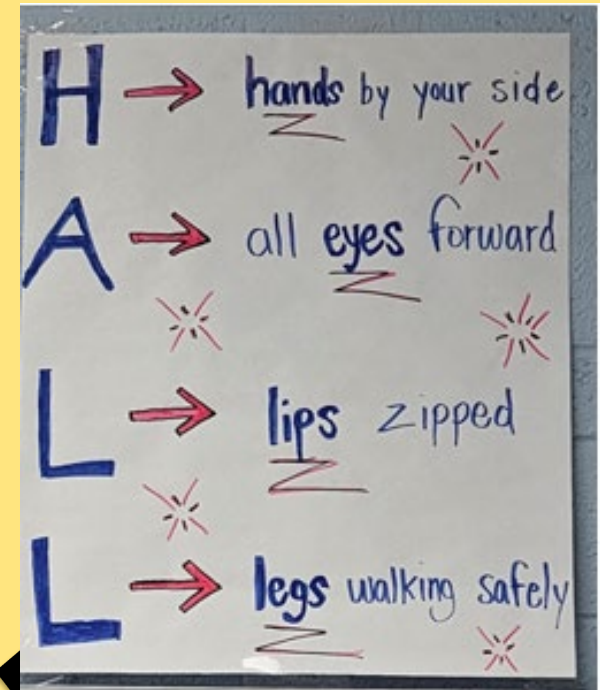 H → hands by your side
A → all eyes forward
L → lips zipped
L → legs walking safely